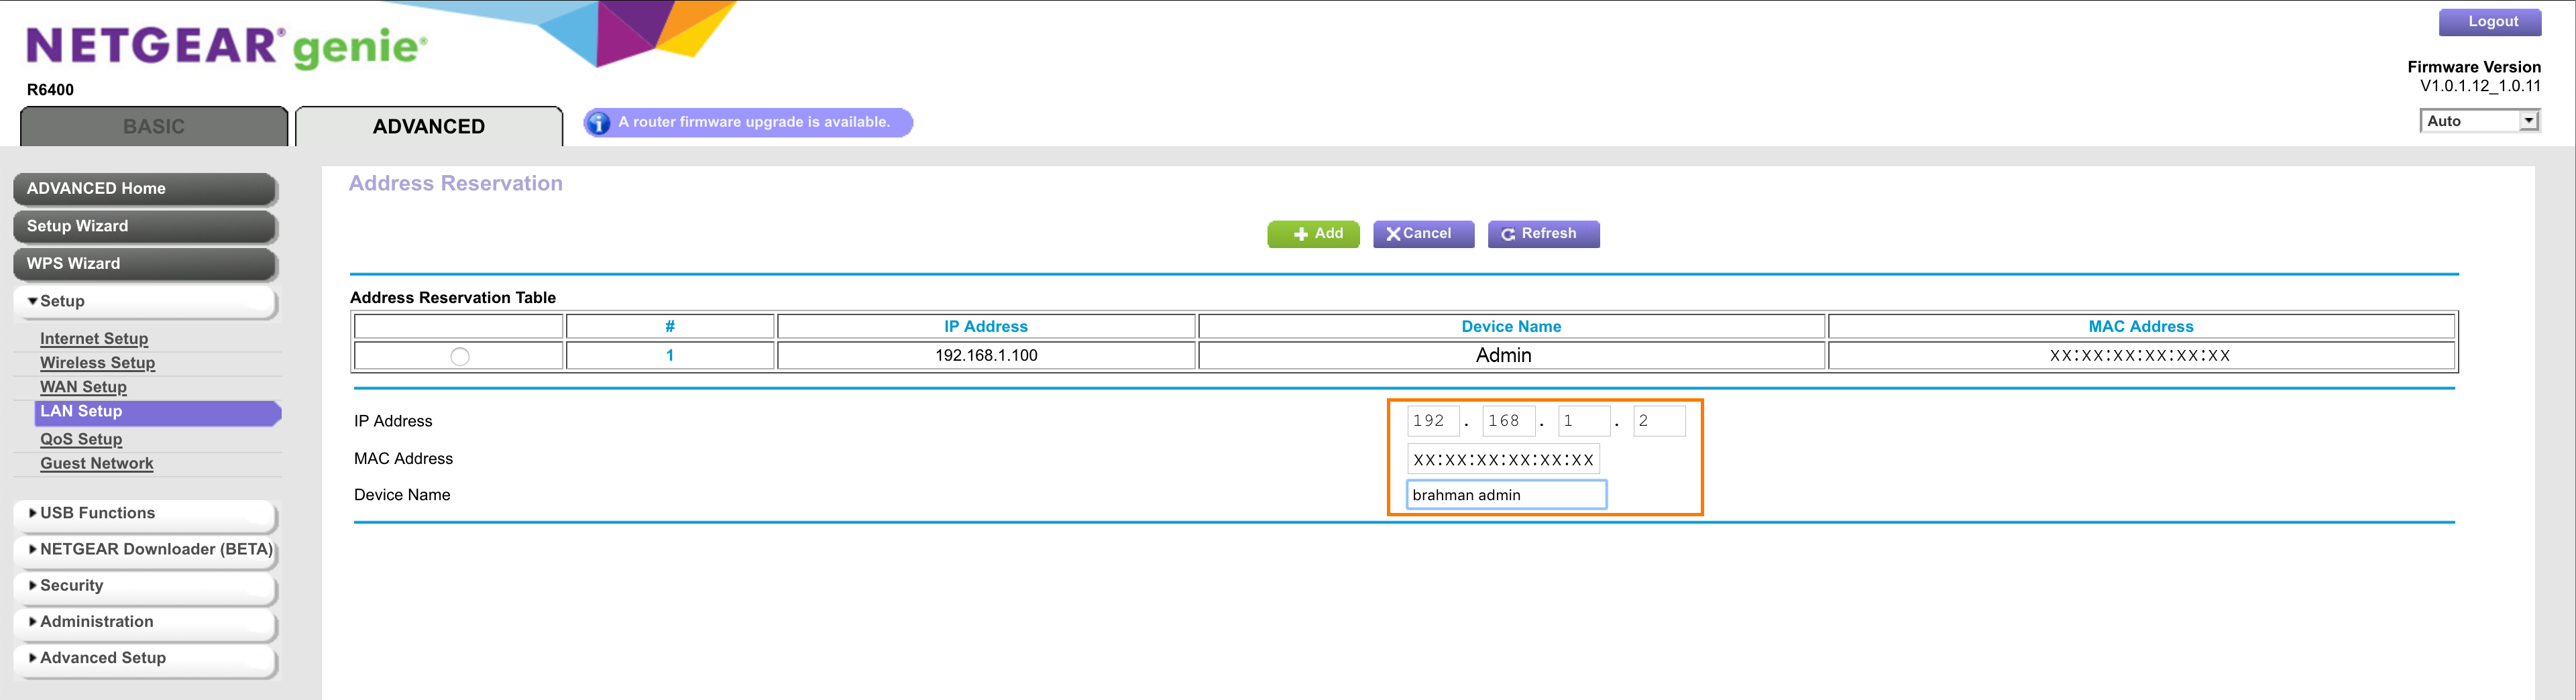 NETGEAR® genie®
R6400
Logout
Firmware Version
V1.0.1.12_1.0.11
BASIC
ADVANCED
A router firmware upgrade is available.
Auto
ADVANCED Home
Setup Wizard
WPS Wizard
Setup
Internet Setup
Wireless Setup
WAN Setup
LAN Setup
QoS Setup
Guest Network
USB Functions
NETGEAR Downloader (BETA)
Security
Administration
Advanced Setup
Address Reservation
Add Cancel Refresh
Address Reservation Table
# IP Address Device Name MAC Address
1 192.168.1.100 Admin XX:XX:XX:XX:XX:XX
IP Address 192 . 168 . 1 . 2
MAC Address XX:XX:XX:XX:XX:XX
Device Name brahman admin